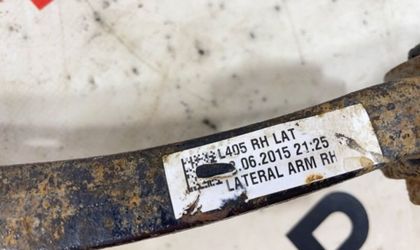 L405 RH LAT
.06.2015 21:25
LATERAL ARM RH